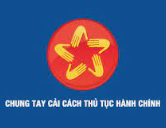 CHUNG TAY CẢI CÁCH THỦ TỤC HÀNH CHÍNH